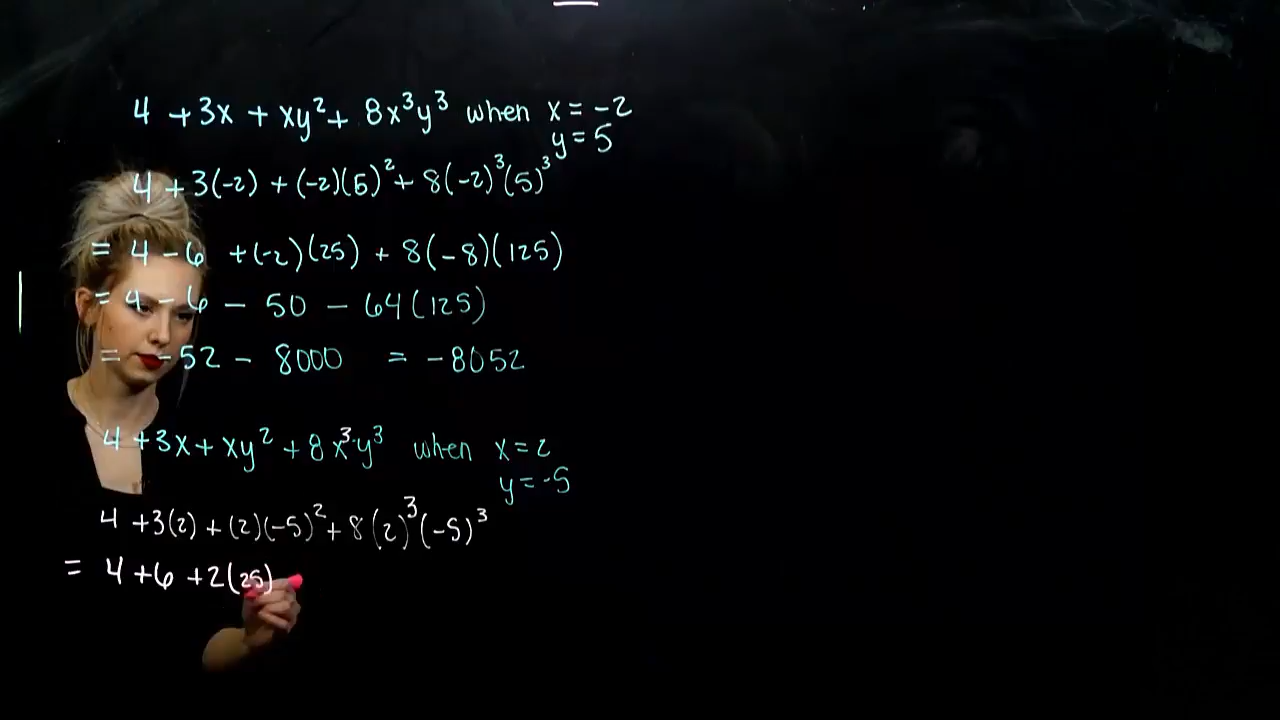 4 + 3x + xy² + 8x³y³ when x = -2
y = 5
4 + 3(-2) + (-2)(5)² + 8(-2)³(5)³
= 4 - 6 + (-2)(25) + 8(-8)(125)
= 4 - 6 - 50 - 64(125)
= -52 - 8000 = -8052
4 + 3x + xy² + 8x³·y³ when x = 2
y = -5
4 + 3(2) + (2)(-5)² + 8(2)³(-5)³
= 4 + 6 + 2(25)